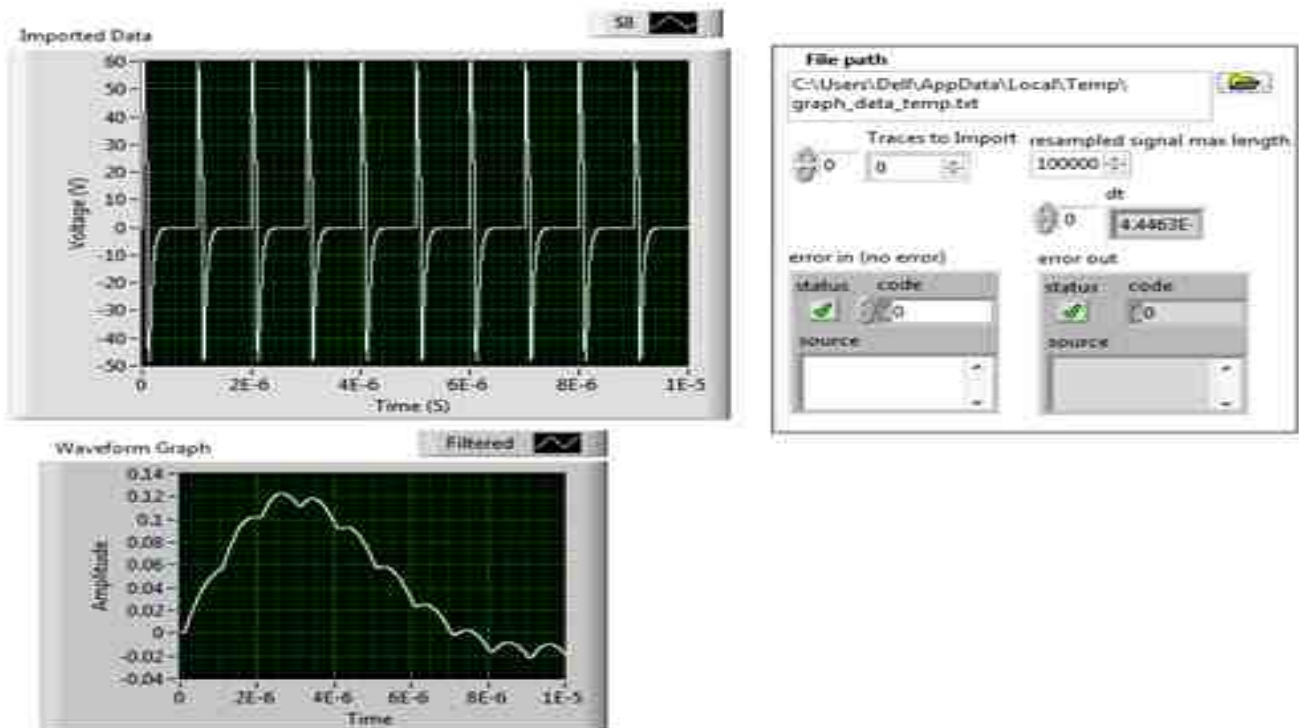 S8
Imported Data
60
50
40
30
20
10
0
-10
-20
-30
-40
-50
Voltage (V)
0 2E-6 4E-6 6E-6 8E-6 1E-5
Time (S)
File path
C:\Users\Dell\AppData\Local\Temp\
graph_data_temp.txt
Traces to Import
0
0
resampled signal max length
100000
dt
0
4.4463E-
error in (no error)
status code
0
source
error out
status code
0
source
Waveform Graph
Filtered
0.14
0.12
0.1
0.08
0.06
0.04
0.02
0
-0.02
-0.04
Amplitude
0 2E-6 4E-6 6E-6 8E-6 1E-5
Time